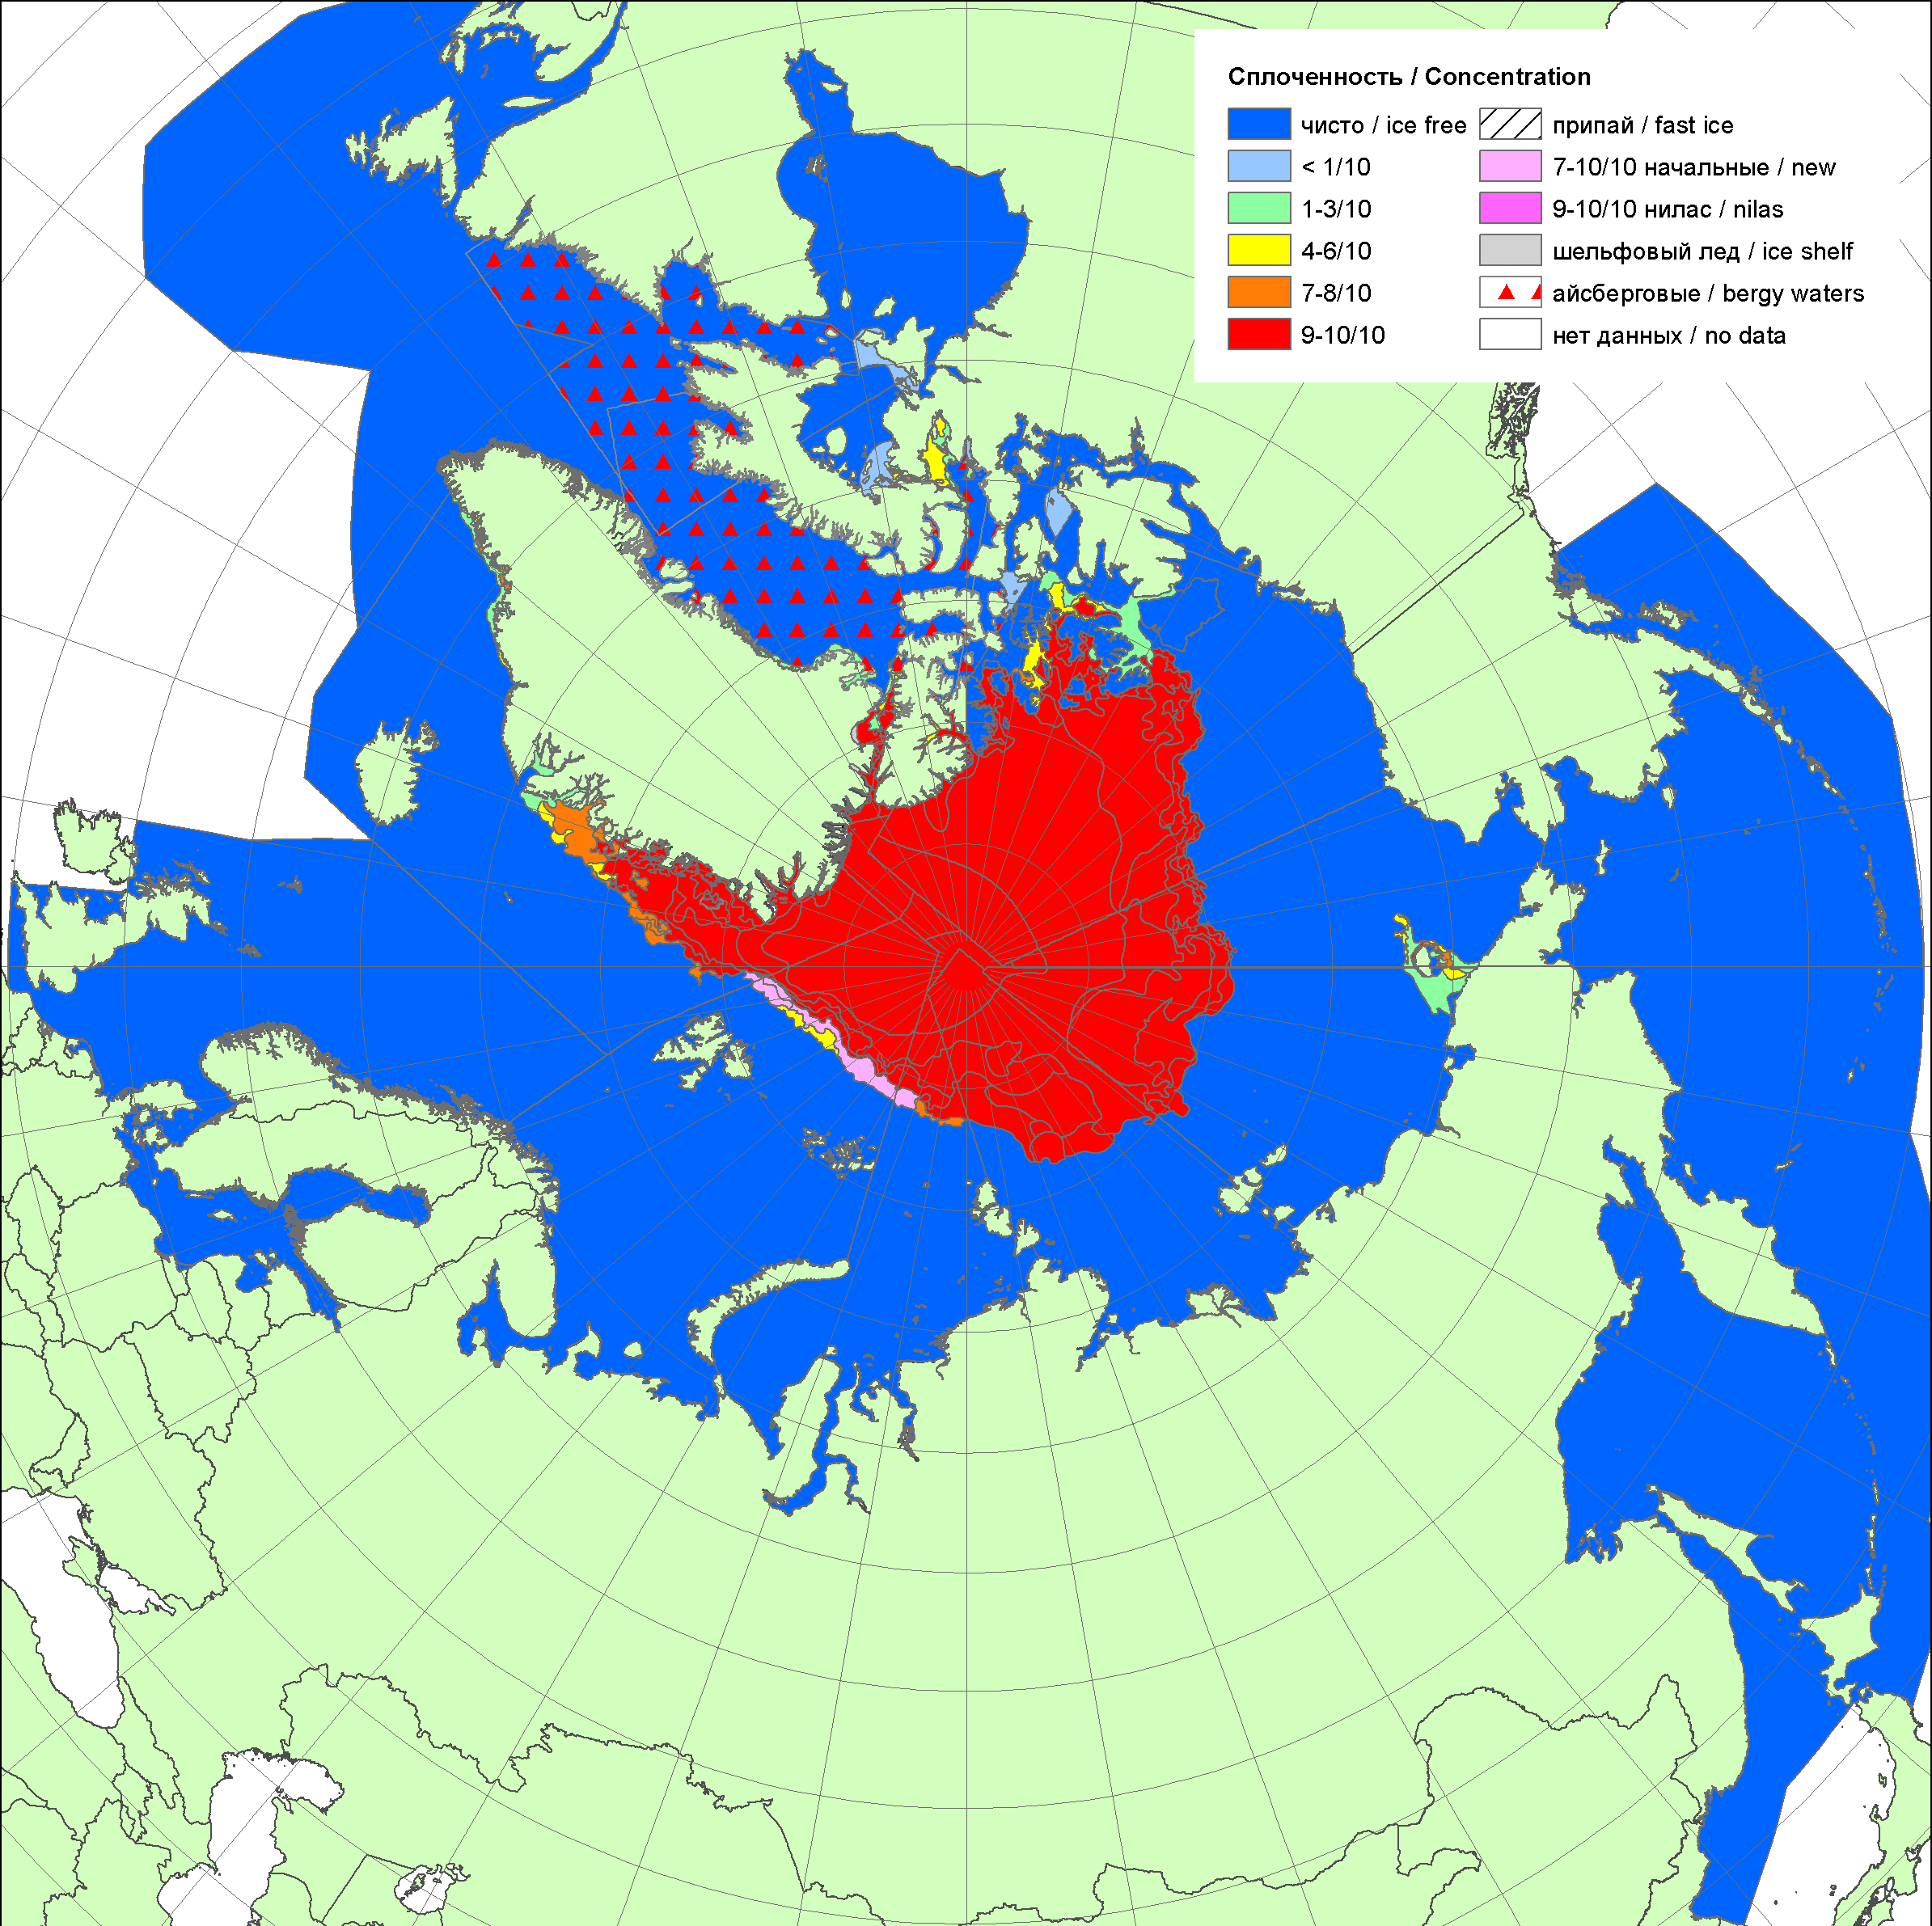 Сплоченность / Concentration
чисто / ice free
< 1/10
1-3/10
4-6/10
7-8/10
9-10/10
припай / fast ice
7-10/10 начальные / new
9-10/10 нилас / nilas
шельфовый лед / ice shelf
айсберговые / bergy waters
нет данных / no data